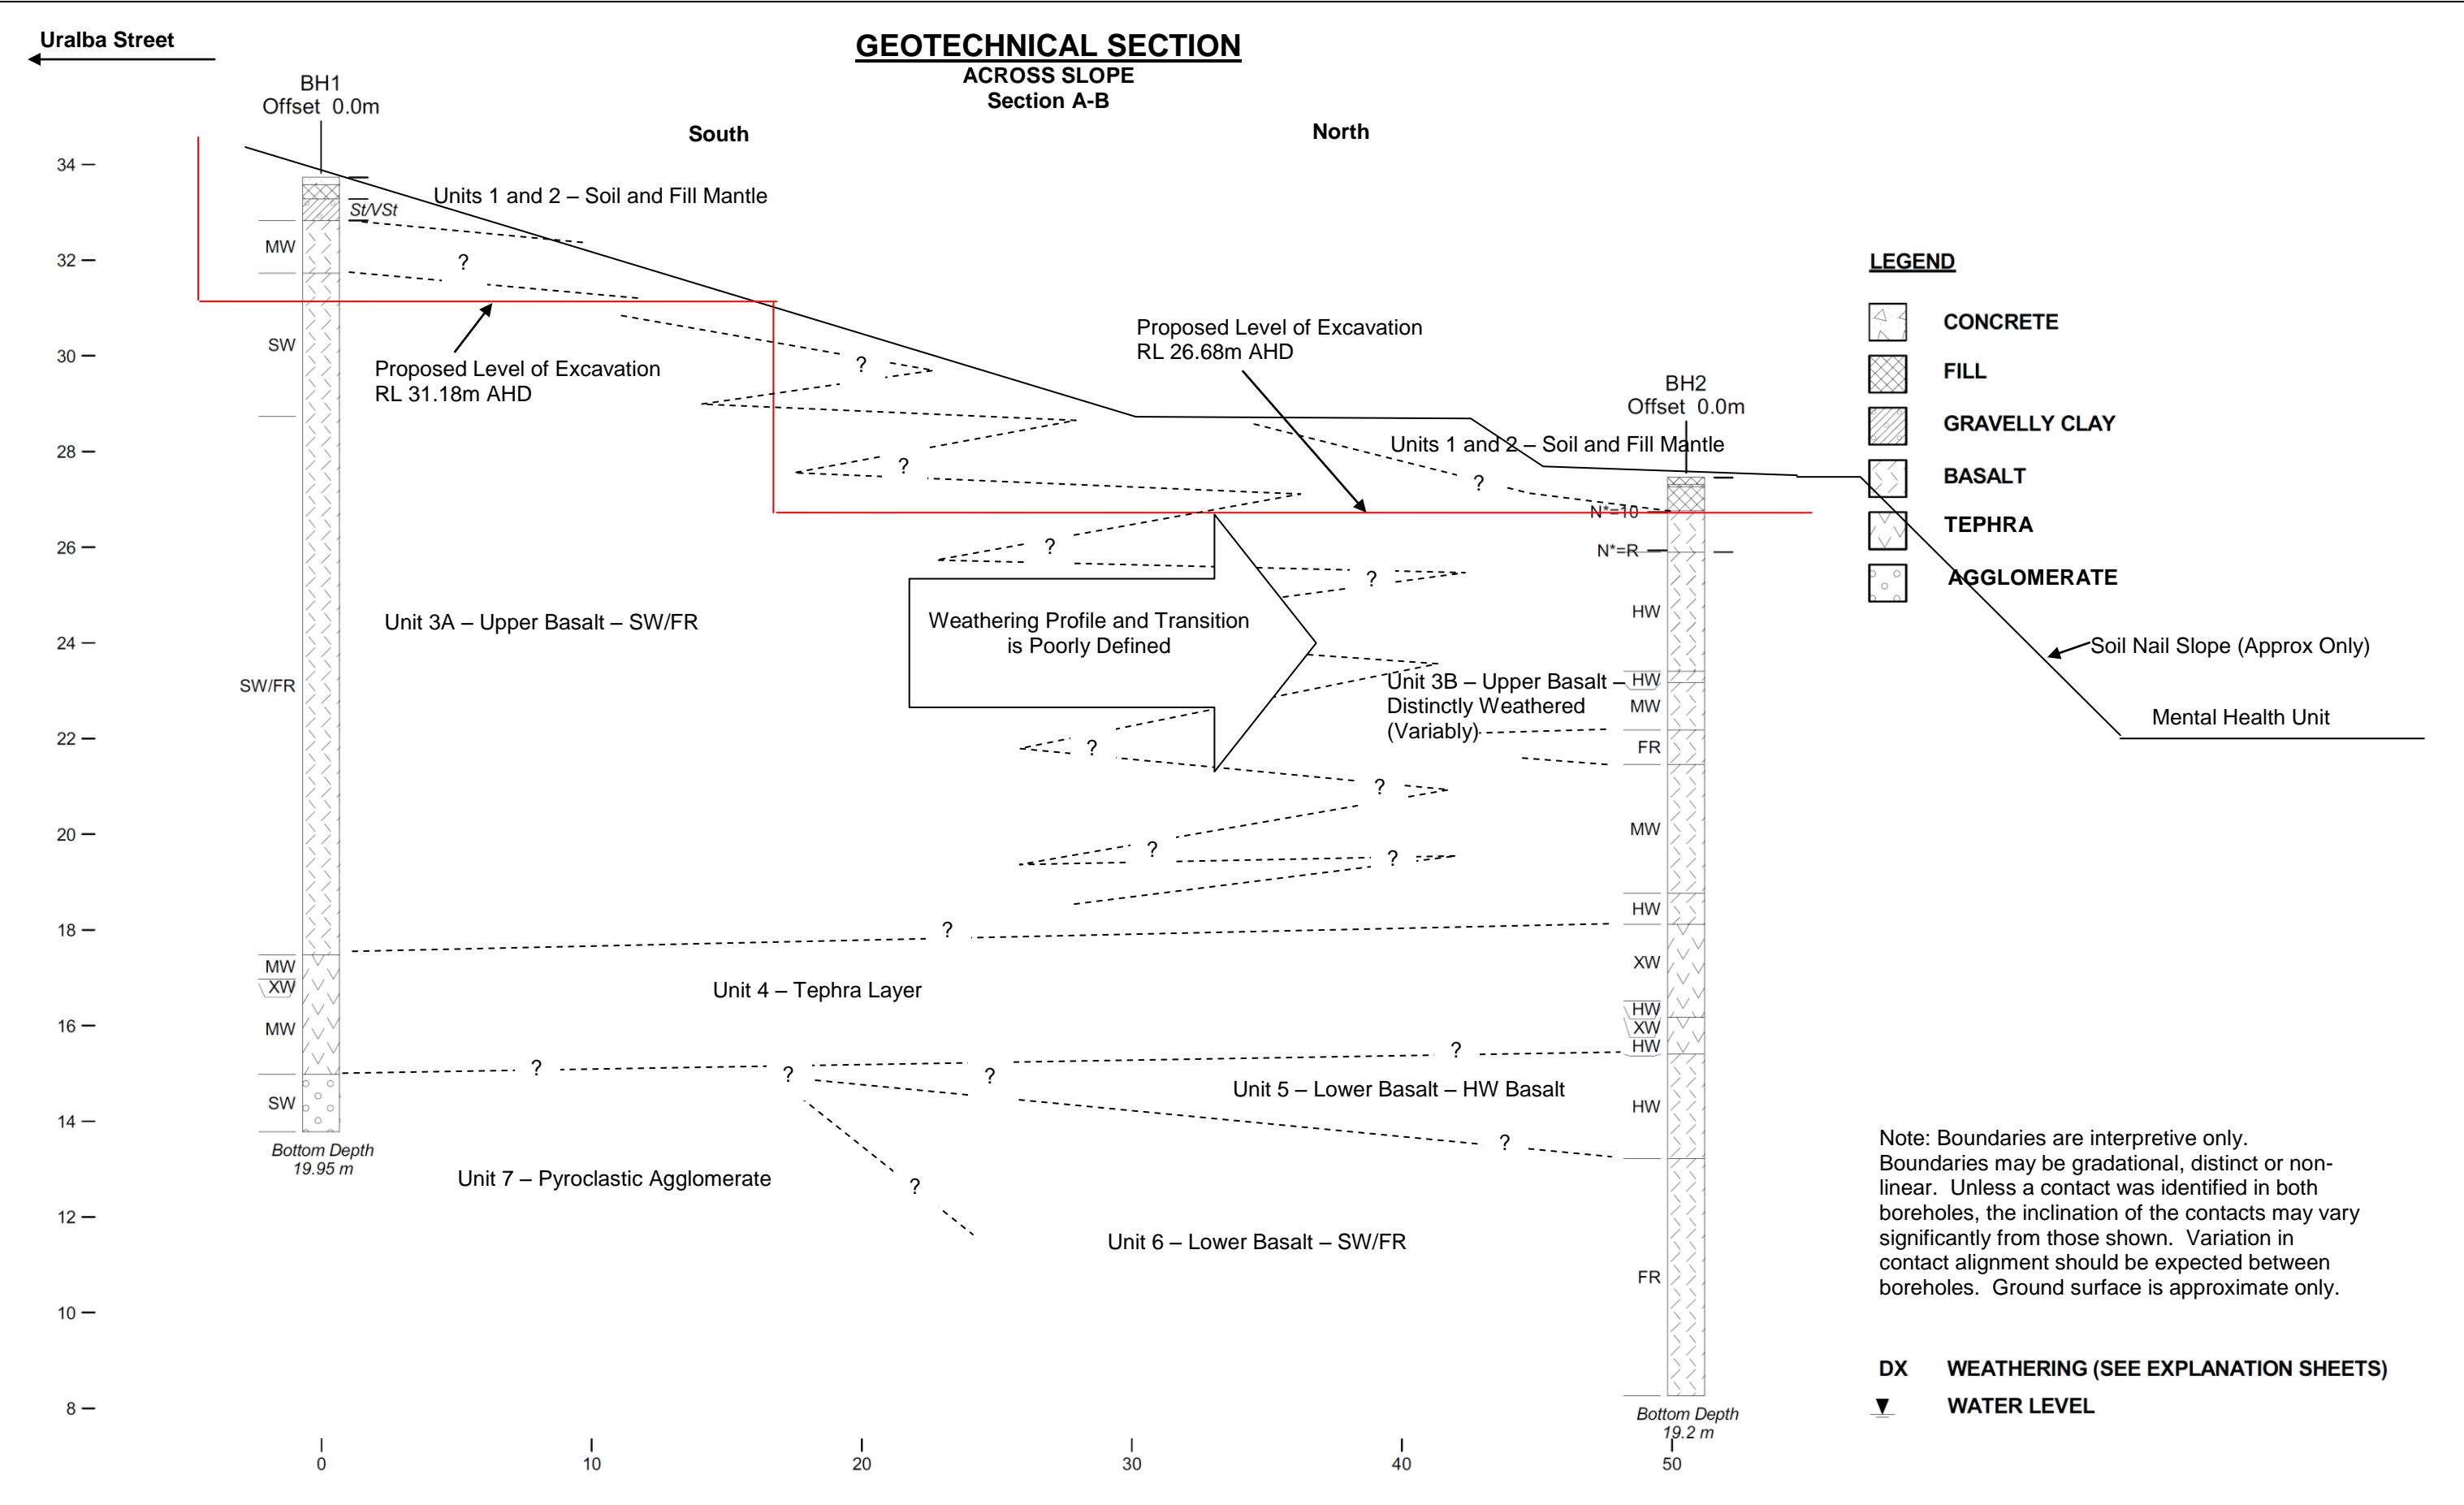 Uralba Street
GEOTECHNICAL SECTION
ACROSS SLOPE
Section A-B
BH1
Offset 0.0m
South
North
34
Units 1 and 2 – Soil and Fill Mantle
St/VSt
MW
32
?
LEGEND
CONCRETE
Proposed Level of Excavation
RL 26.68m AHD
SW
30
?
Proposed Level of Excavation
RL 31.18m AHD
FILL
BH2
Offset 0.0m
GRAVELLY CLAY
28
Units 1 and 2 – Soil and Fill Mantle
?
?
BASALT
N*=10
TEPHRA
26
?
N*=R
?
AGGLOMERATE
HW
Unit 3A – Upper Basalt – SW/FR
Weathering Profile and Transition
is Poorly Defined
24
Soil Nail Slope (Approx Only)
SW/FR
Unit 3B – Upper Basalt –
Distinctly Weathered
(Variably)
HW
MW
Mental Health Unit
22
?
FR
?
20
MW
?
?
HW
18
?
MW
XW
XW
Unit 4 – Tephra Layer
HW
16
MW
XW
HW
?
?
?
?
Unit 5 – Lower Basalt – HW Basalt
SW
HW
14
?
Bottom Depth
19.95 m
Unit 7 – Pyroclastic Agglomerate
?
12
Unit 6 – Lower Basalt – SW/FR
FR
10
Note: Boundaries are interpretive only.
Boundaries may be gradational, distinct or non-
linear. Unless a contact was identified in both
boreholes, the inclination of the contacts may vary
significantly from those shown. Variation in
contact alignment should be expected between
boreholes. Ground surface is approximate only.
DX WEATHERING (SEE EXPLANATION SHEETS)
WATER LEVEL
8
Bottom Depth
19.2 m
0
10
20
30
40
50